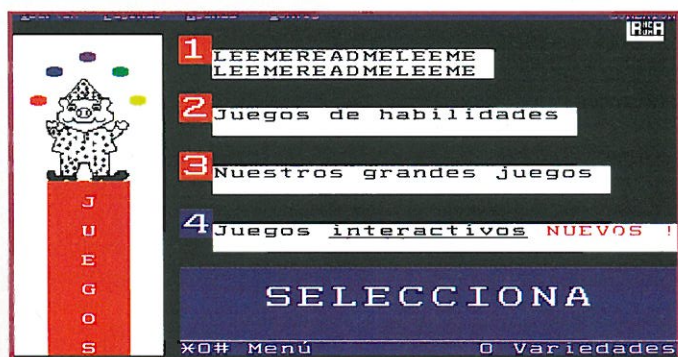 1 LEEMEREADMELEEME
LEEMEREADMELEEME
2 Juegos de habilidades
3 Nuestros grandes juegos
4 Juegos interactivos NUEVOS !
JUEGOS
SELECCIONA
*0# Menú 0 Variedades